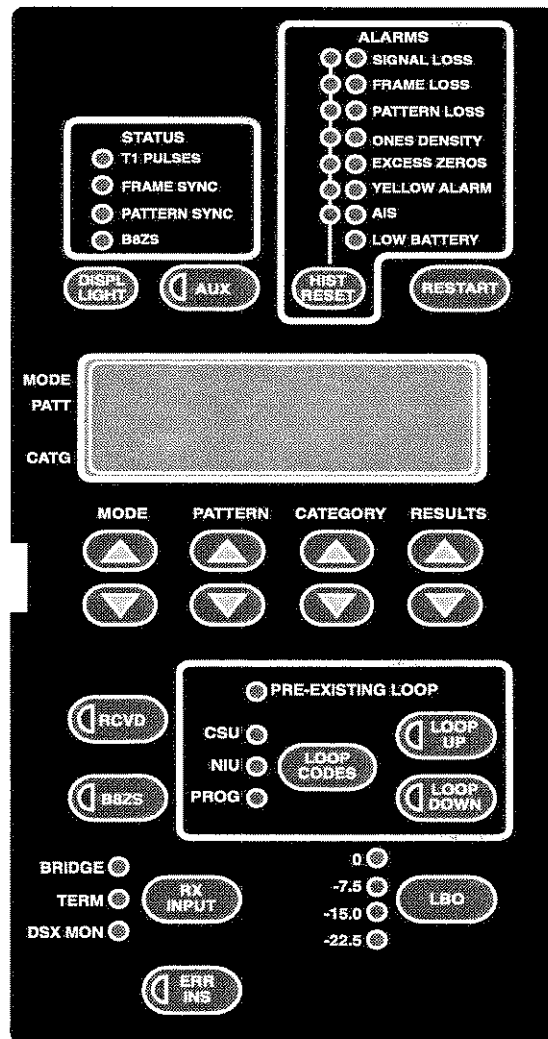 ALARMS
SIGNAL LOSS
FRAME LOSS
PATTERN LOSS
ONES DENSITY
EXCESS ZEROS
YELLOW ALARM
AIS
LOW BATTERY
STATUS
T1 PULSES
FRAME SYNC
PATTERN SYNC
B8ZS
DISPL
LIGHT
AUX
HIST
RESET
RESTART
MODE
PATT
CATG
MODE PATTERN CATEGORY RESULTS
RCVD
B8ZS
PRE-EXISTING LOOP
CSU
NIU
PROG
LOOP
CODES
LOOP
UP
LOOP
DOWN
BRIDGE
TERM
DSX MON
RX
INPUT
0
-7.5
-15.0
-22.5
LBO
ERR
INS